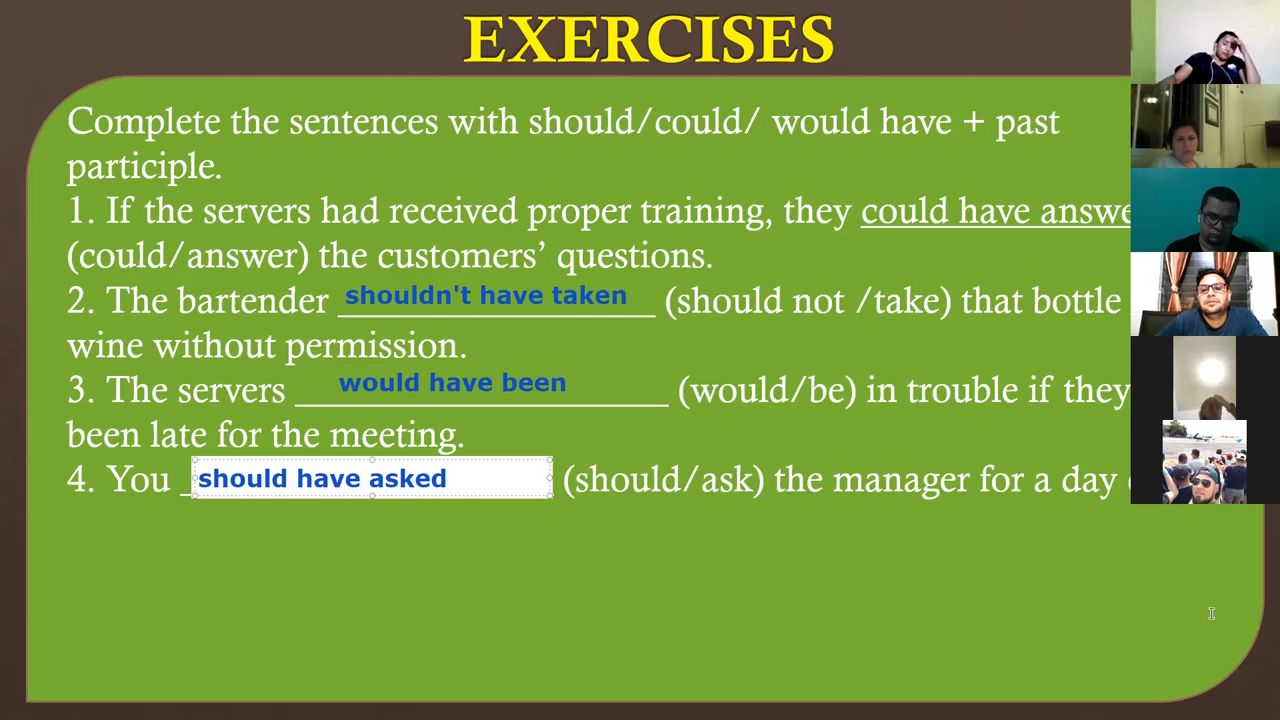 EXERCISES
Complete the sentences with should/could/ would have + past
participle.
1. If the servers had received proper training, they could have
(could/answer) the customers’ questions.
2. The bartender shouldn't have taken (should not /take) that bottle
wine without permission.
3. The servers would have been (would/be) in trouble if they
been late for the meeting.
4. You should have asked (should/ask) the manager for a day